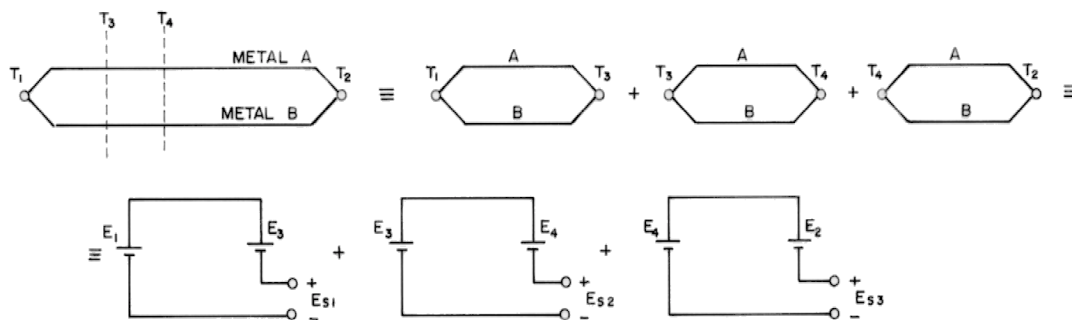 T3 T4
METAL A
T1 T2
METAL B
≡
A
T1 T3
B
+
A
T3 T4
B
+
A
T4 T2
B
≡
≡
E1 E3
+
ES1
−
+
E3 E4
+
ES2
−
+
E4 E2
+
ES3
−